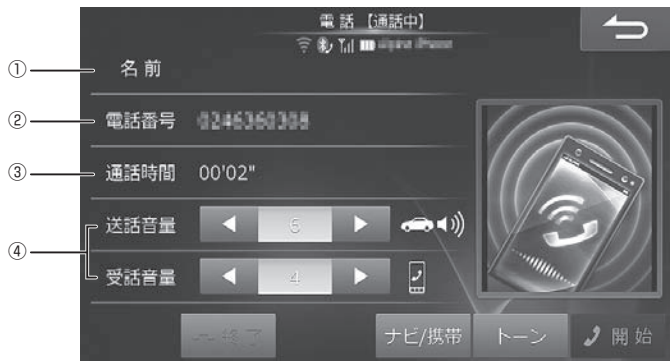 電話【通話中】
① 名前
② 電話番号
③ 通話時間 00'02"
④ 送話音量 6
受話音量 4
終了 ナビ/携帯 トーン 開始